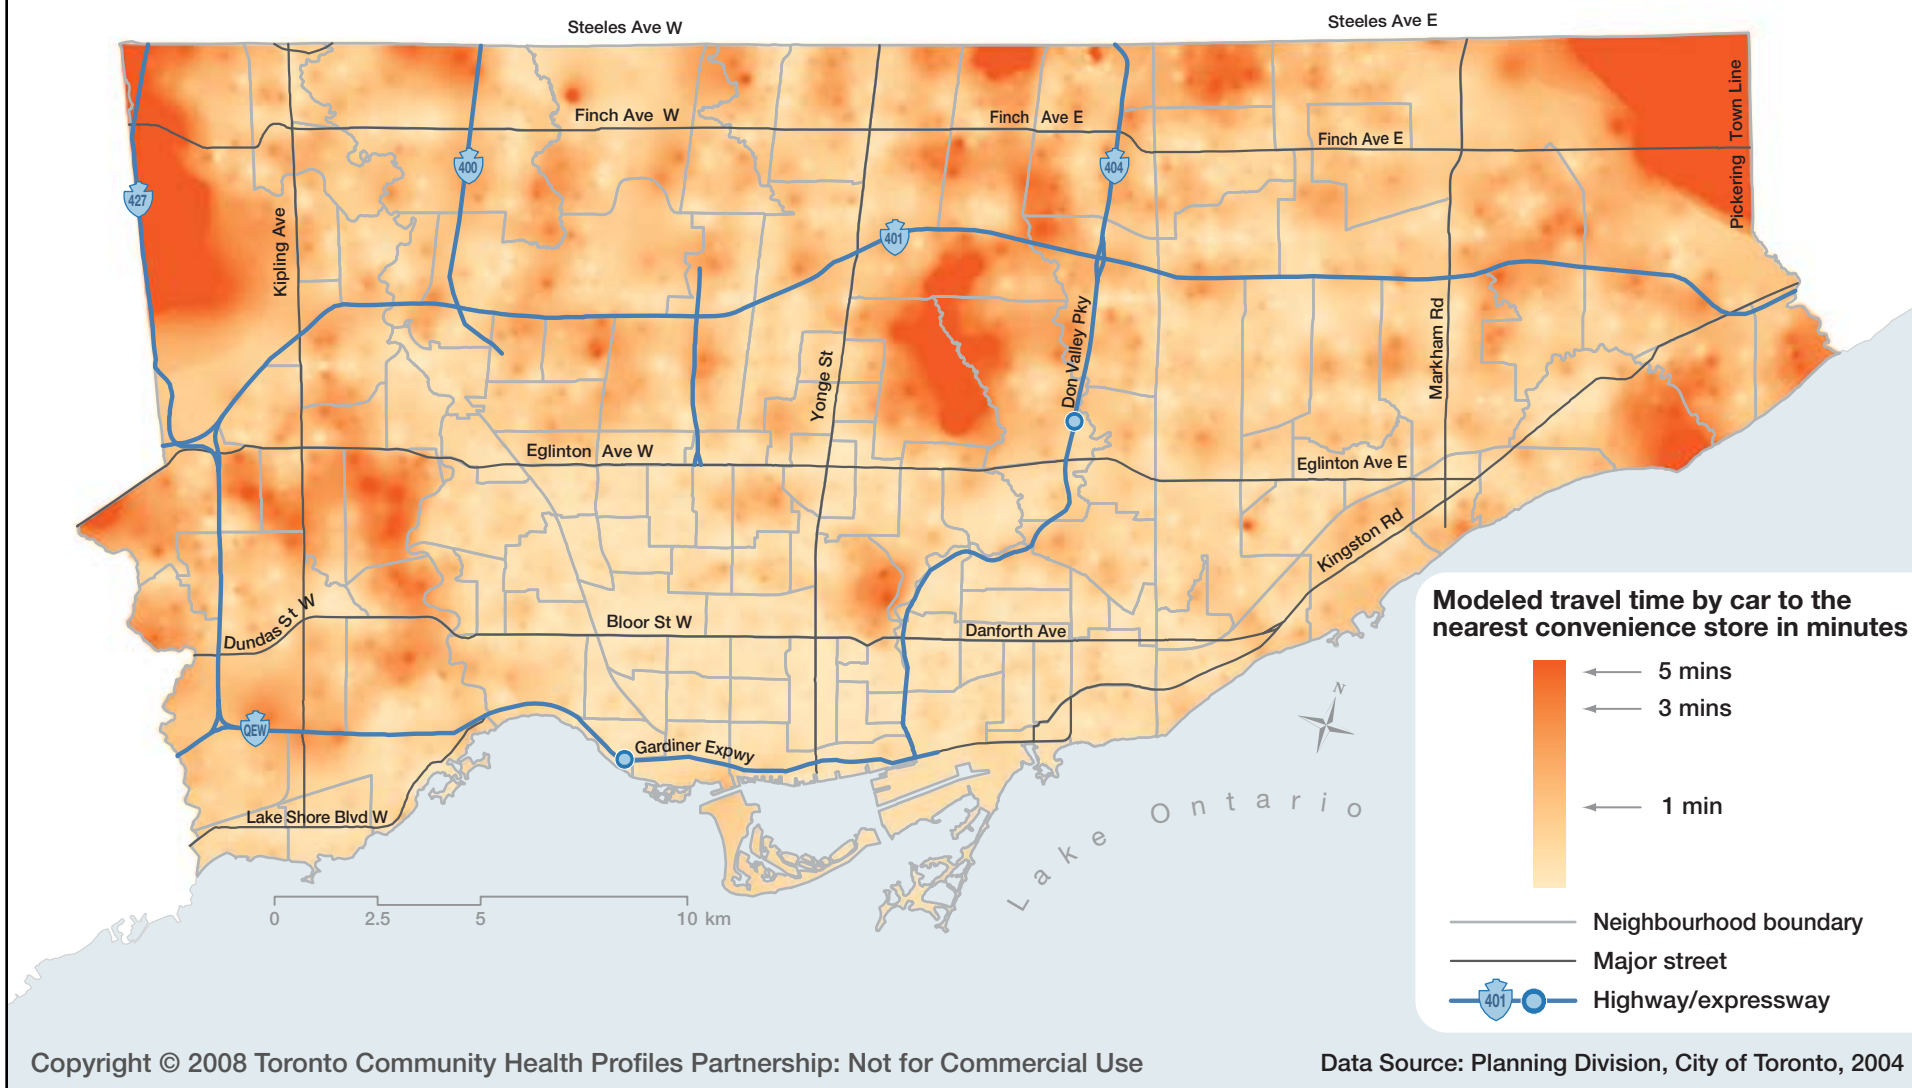 Steeles Ave W
Steeles Ave E
Finch Ave W
Finch Ave E
Finch Ave E
Pickering Town Line
427
400
404
401
Kipling Ave
Yonge St
Don Valley Pky
Markham Rd
Eglinton Ave W
Eglinton Ave E
Kingston Rd
Dundas St W
Bloor St W
Danforth Ave
QEW
Gardiner Expwy
Lake Shore Blvd W
Lake Ontario
N
0 2.5 5 10 km
Modeled travel time by car to the
nearest convenience store in minutes
5 mins
3 mins
1 min
Neighbourhood boundary
Major street
401 Highway/expressway
Copyright © 2008 Toronto Community Health Profiles Partnership: Not for Commercial Use
Data Source: Planning Division, City of Toronto, 2004